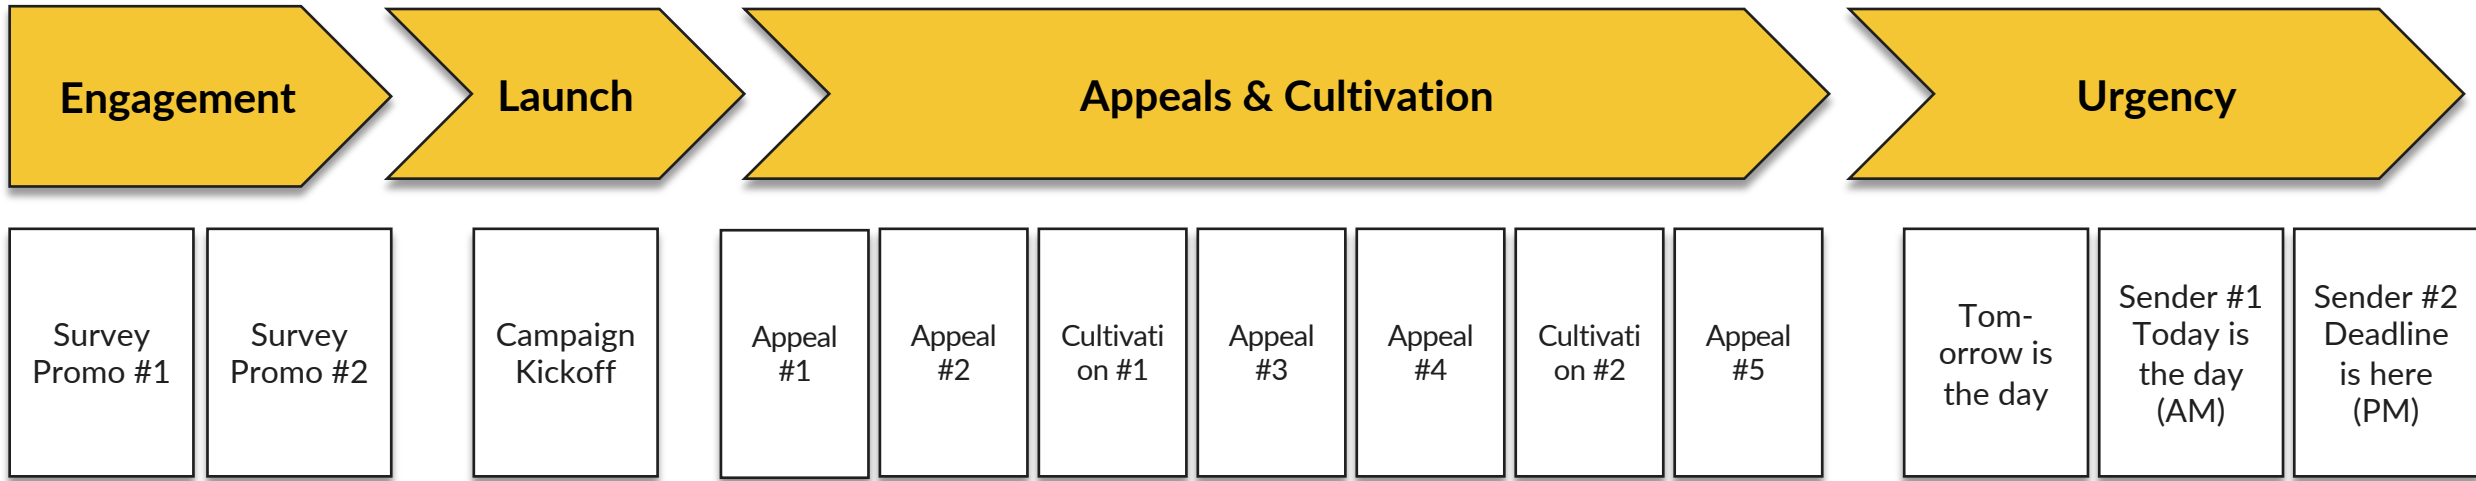 Engagement
Launch
Appeals & Cultivation
Urgency
Survey
Promo #1
Survey
Promo #2
Campaign
Kickoff
Appeal
#1
Appeal
#2
Cultivati
on #1
Appeal
#3
Appeal
#4
Cultivati
on #2
Appeal
#5
Tom-
orrow is
the day
Sender #1
Today is
the day
(AM)
Sender #2
Deadline
is here
(PM)